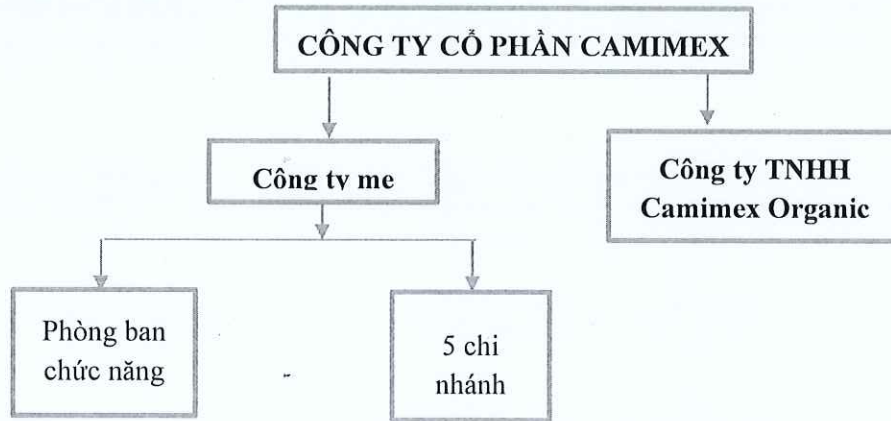 CÔNG TY CỔ PHẦN CAMIMEX
Công ty mẹ
Công ty TNHH
Camimex Organic
Phòng ban
chức năng
5 chi
nhánh